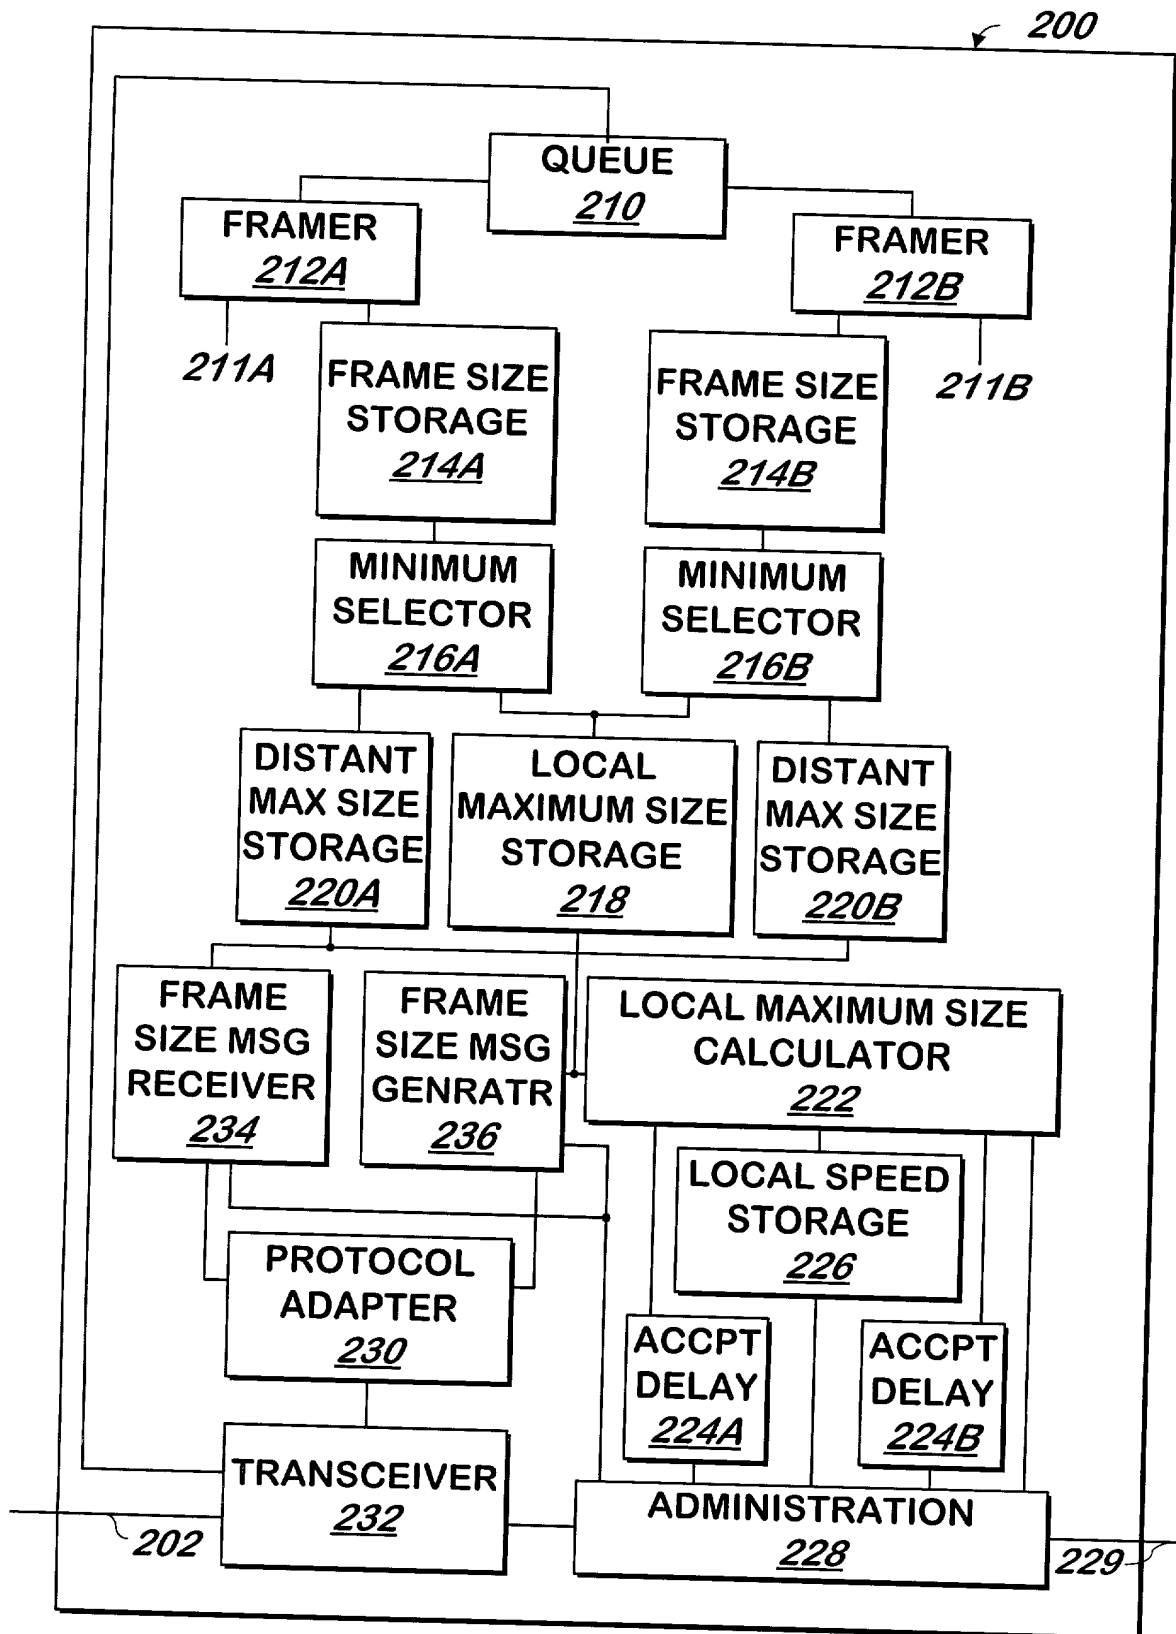 200
QUEUE
210
FRAMER
212A
FRAMER
212B
211A
211B
FRAME SIZE
STORAGE
214A
FRAME SIZE
STORAGE
214B
MINIMUM
SELECTOR
216A
MINIMUM
SELECTOR
216B
DISTANT
MAX SIZE
STORAGE
220A
LOCAL
MAXIMUM SIZE
STORAGE
218
DISTANT
MAX SIZE
STORAGE
220B
FRAME
SIZE MSG
RECEIVER
234
FRAME
SIZE MSG
GENRATR
236
LOCAL MAXIMUM SIZE
CALCULATOR
222
LOCAL SPEED
STORAGE
226
PROTOCOL
ADAPTER
230
ACCPT
DELAY
224A
ACCPT
DELAY
224B
TRANSCEIVER
232
ADMINISTRATION
228
202
229